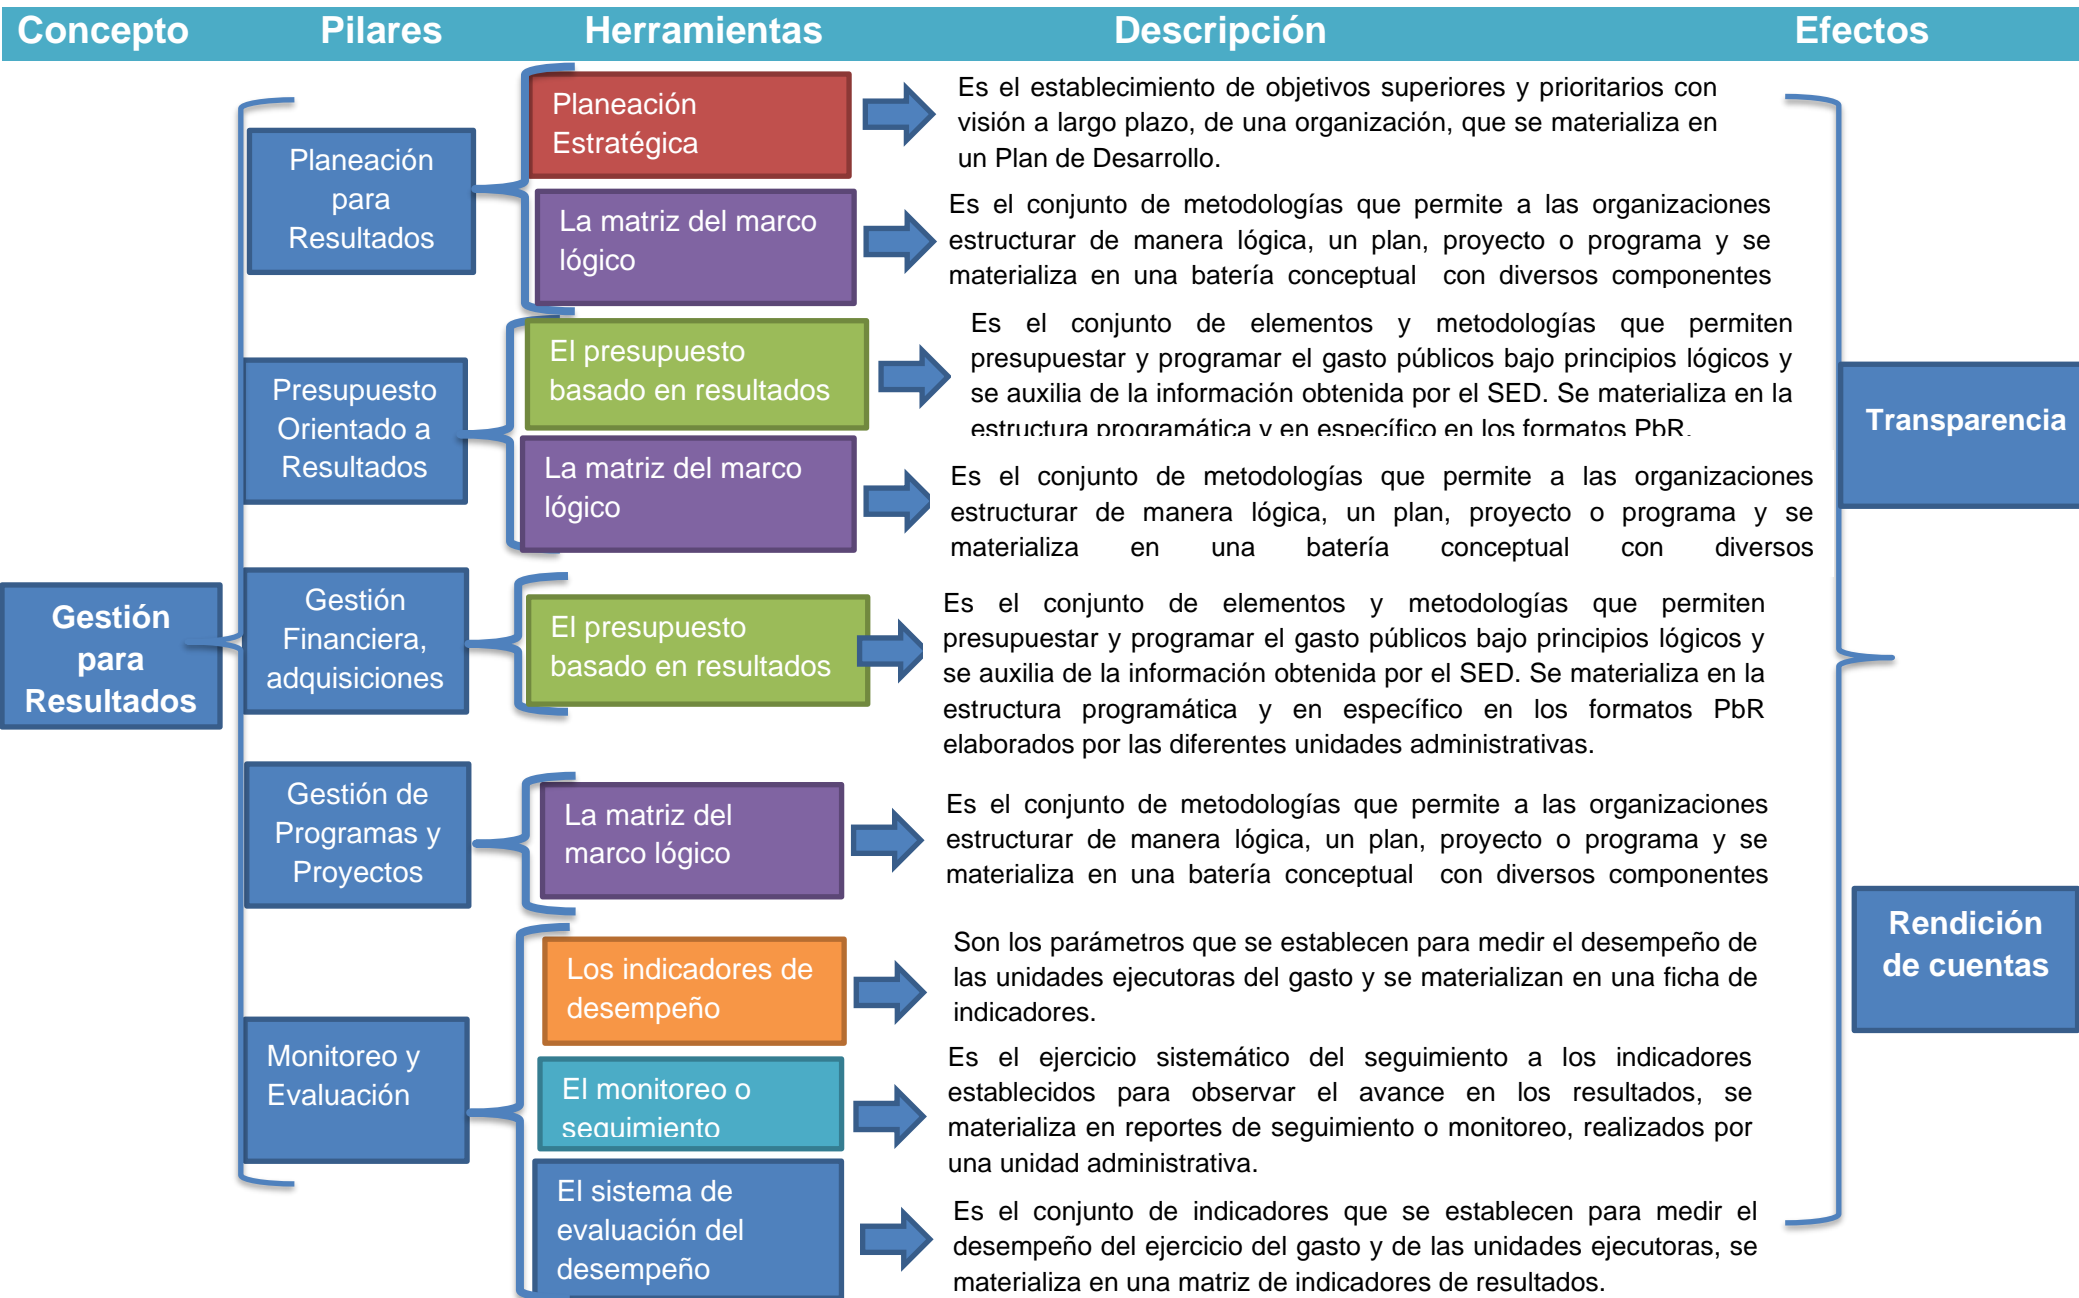 Concepto Pilares Herramientas Descripción Efectos
Gestión
para
Resultados
Planeación
para
Resultados
Planeación
Estratégica
Es el establecimiento de objetivos superiores y prioritarios con
visión a largo plazo, de una organización, que se materializa en
un Plan de Desarrollo.
La matriz del marco
lógico
Es el conjunto de metodologías que permite a las organizaciones
estructurar de manera lógica, un plan, proyecto o programa y se
materializa en una batería conceptual con diversos componentes
Presupuesto
Orientado a
Resultados
El presupuesto
basado en resultados
Es el conjunto de elementos y metodologías que permiten
presupuestar y programar el gasto públicos bajo principios lógicos y
se auxilia de la información obtenida por el SED. Se materializa en la
estructura programática y en específico en los formatos PbR.
La matriz del marco
lógico
Es el conjunto de metodologías que permite a las organizaciones
estructurar de manera lógica, un plan, proyecto o programa y se
materializa en una batería conceptual con diversos
Gestión
Financiera,
adquisiciones
El presupuesto
basado en resultados
Es el conjunto de elementos y metodologías que permiten
presupuestar y programar el gasto públicos bajo principios lógicos y
se auxilia de la información obtenida por el SED. Se materializa en la
estructura programática y en específico en los formatos PbR
elaborados por las diferentes unidades administrativas.
Gestión de
Programas y
Proyectos
La matriz del
marco lógico
Es el conjunto de metodologías que permite a las organizaciones
estructurar de manera lógica, un plan, proyecto o programa y se
materializa en una batería conceptual con diversos componentes
Monitoreo y
Evaluación
Los indicadores de
desempeño
Son los parámetros que se establecen para medir el desempeño de
las unidades ejecutoras del gasto y se materializan en una ficha de
indicadores.
El monitoreo o
seguimiento
Es el ejercicio sistemático del seguimiento a los indicadores
establecidos para observar el avance en los resultados, se
materializa en reportes de seguimiento o monitoreo, realizados por
una unidad administrativa.
El sistema de
evaluación del
desempeño
Es el conjunto de indicadores que se establecen para medir el
desempeño del ejercicio del gasto y de las unidades ejecutoras, se
materializa en una matriz de indicadores de resultados.
Transparencia
Rendición
de cuentas